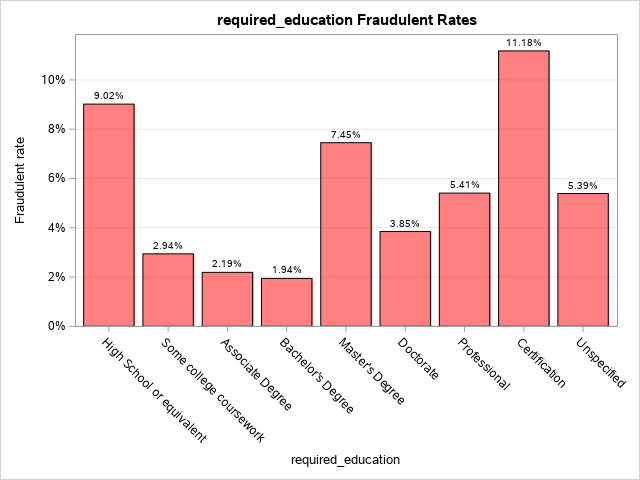 required_education Fraudulent Rates
Fraudulent rate
10%
8%
6%
4%
2%
0%
9.02%
2.94%
2.19%
1.94%
7.45%
3.85%
5.41%
11.18%
5.39%
High School or equivalent
Some college coursework
Associate Degree
Bachelor's Degree
Master's Degree
Doctorate
Professional
Certification
Unspecified
required_education